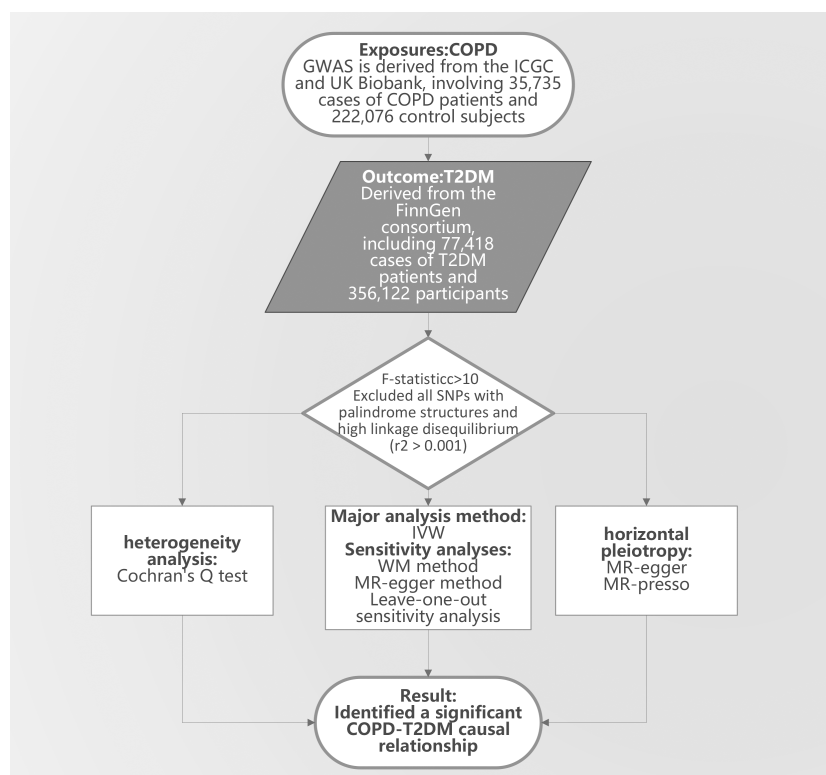 Exposures:COPD
GWAS is derived from the ICGC
and UK Biobank, involving 35,735
cases of COPD patients and
222,076 control subjects
Outcome:T2DM
Derived from the
FinnGen
consortium,
including 77,418
cases of T2DM
patients and
356,122 participants
F-statisticc>10
Excluded all SNPs with
palindrome structures and
high linkage disequilibrium
(r2 > 0.001)
heterogeneity
analysis:
Cochran's Q test
Major analysis method:
IVW
Sensitivity analyses:
WM method
MR-egger method
Leave-one-out
sensitivity analysis
horizontal
pleiotropy:
MR-egger
MR-presso
Result:
Identified a significant
COPD-T2DM causal
relationship